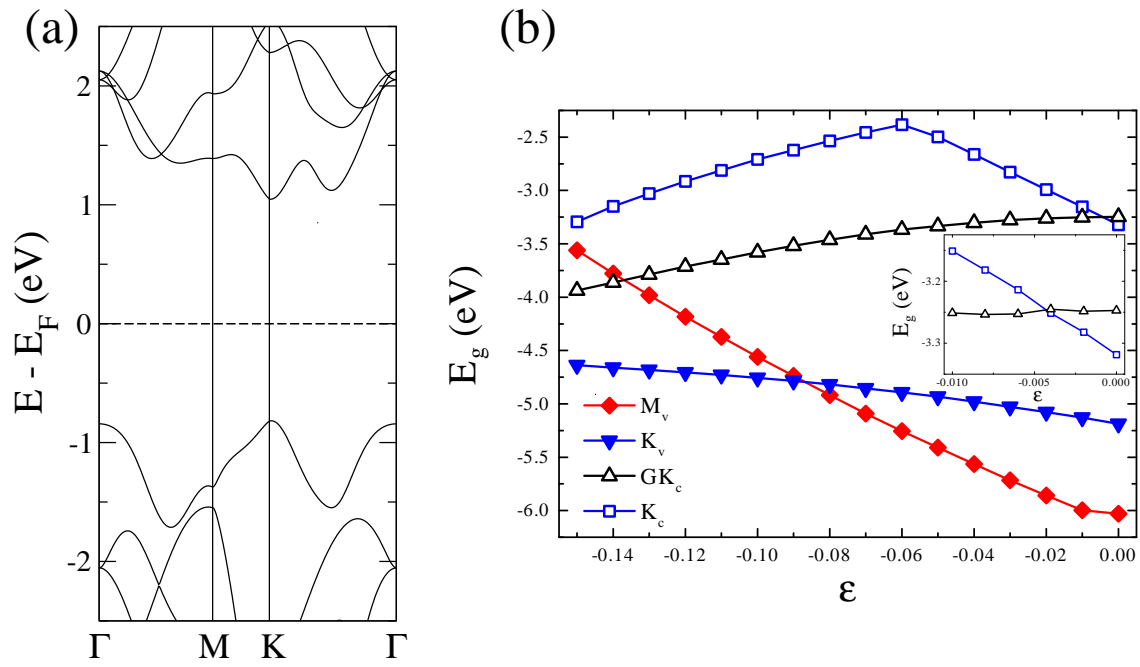 (a)
E - E_F (eV)
2
1
0
-1
-2
Γ
M
K
Γ
(b)
E_g (eV)
-2.5
-3.0
-3.5
-4.0
-4.5
-5.0
-5.5
-6.0
-0.14
-0.12
-0.10
-0.08
-0.06
-0.04
-0.02
0.00
ε
M_v
K_v
GK_c
K_c
E_g (eV)
-3.2
-3.3
-0.010
-0.005
0.000
ε